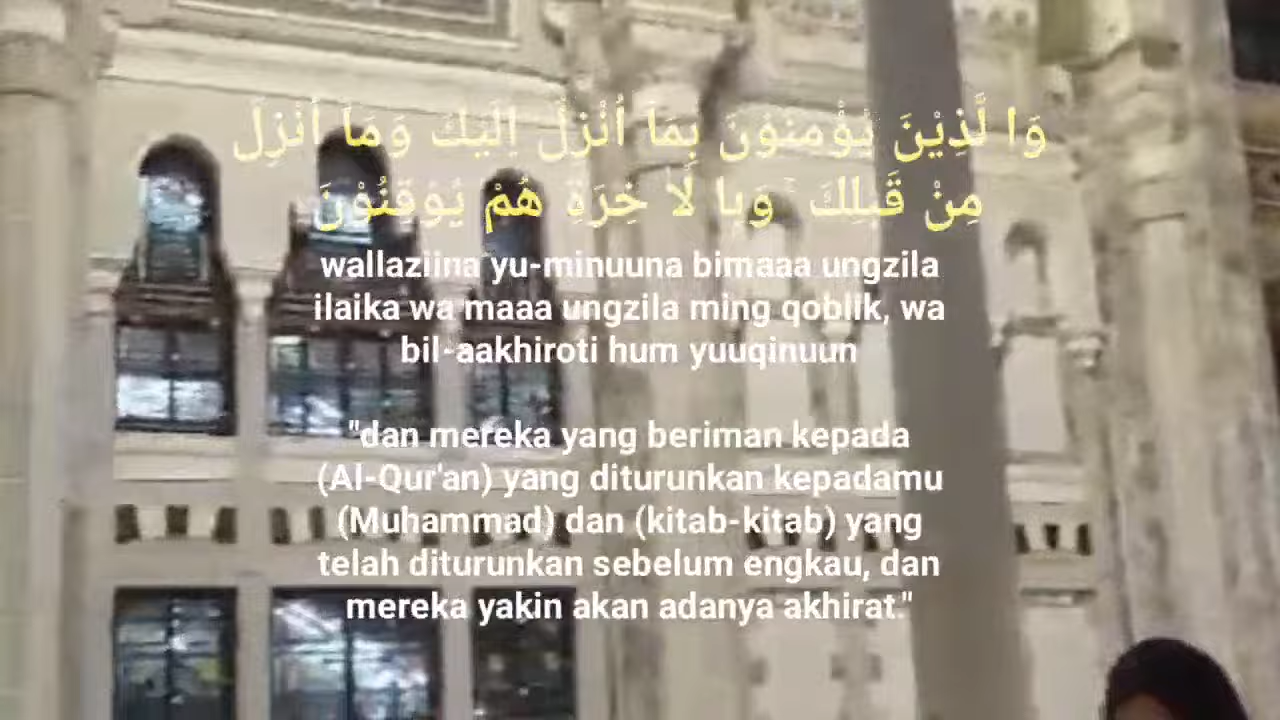 وَا لَّذِيْنَ يُؤْمِنُوْنَ بِمَاۤ اُنْزِلَ اِلَيْكَ وَمَاۤ اُنْزِلَ
مِنْ قَبْلِكَ ۚ وَبِا لْاٰ خِرَةِ هُمْ يُوْقِنُوْنَ
wallaziina yu-minuuna bimaaa ungzila
ilaika wa maaa ungzila ming qoblik, wa
bil-aakhiroti hum yuuqinuun
"dan mereka yang beriman kepada
(Al-Qur'an) yang diturunkan kepadamu
(Muhammad) dan (kitab-kitab) yang
telah diturunkan sebelum engkau, dan
mereka yakin akan adanya akhirat."